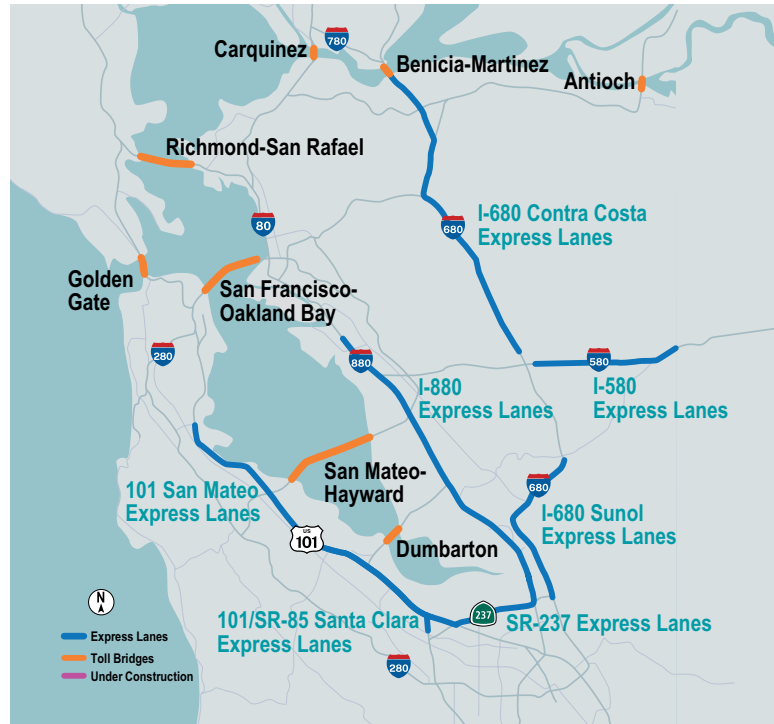 780
Carquinez
Benicia-Martinez
Antioch
Richmond-San Rafael
80
I-680 Contra Costa
Express Lanes
680
Golden
Gate
San Francisco-
Oakland Bay
280
880
580
I-880
Express Lanes
I-580
Express Lanes
101 San Mateo
Express Lanes
San Mateo-
Hayward
680
I-680 Sunol
Express Lanes
US
101
Dumbarton
N
101/SR-85 Santa Clara
Express Lanes
237
SR-237 Express Lanes
280
Express Lanes
Toll Bridges
Under Construction